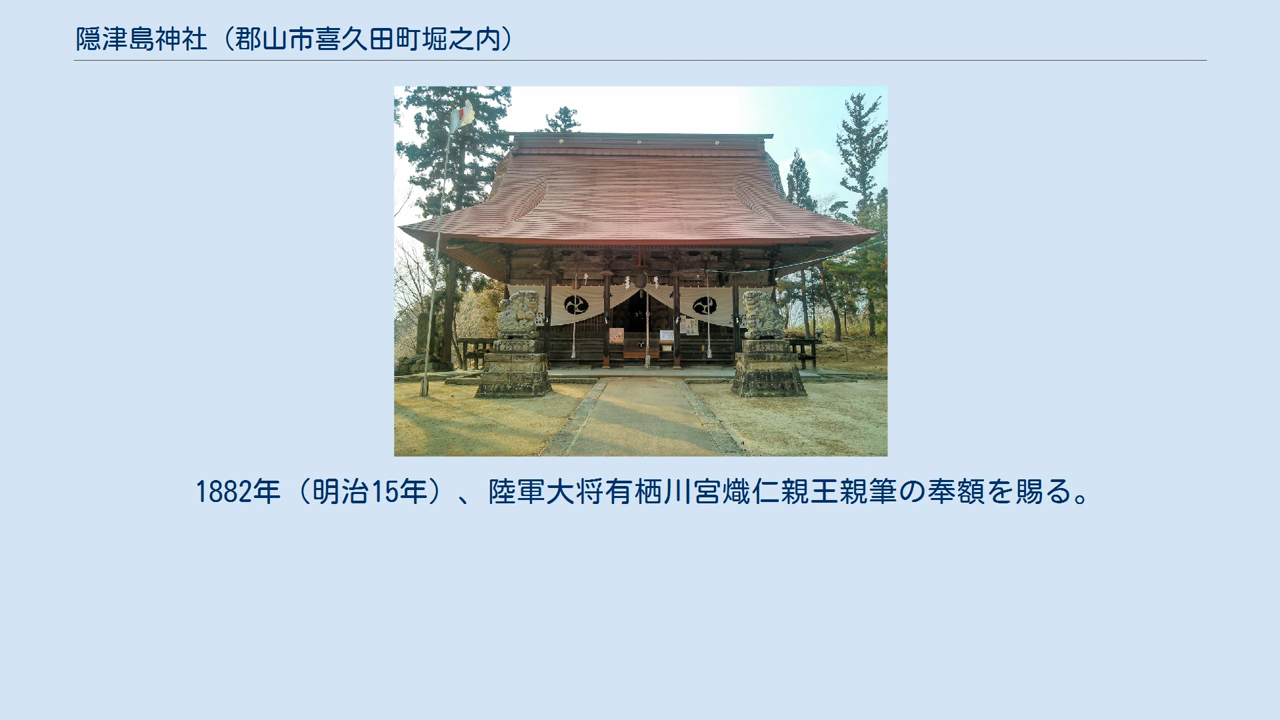 隠津島神社（郡山市喜久田町堀之内）
1882年（明治15年）、陸軍大将有栖川宮熾仁親王親筆の奉額を賜る。